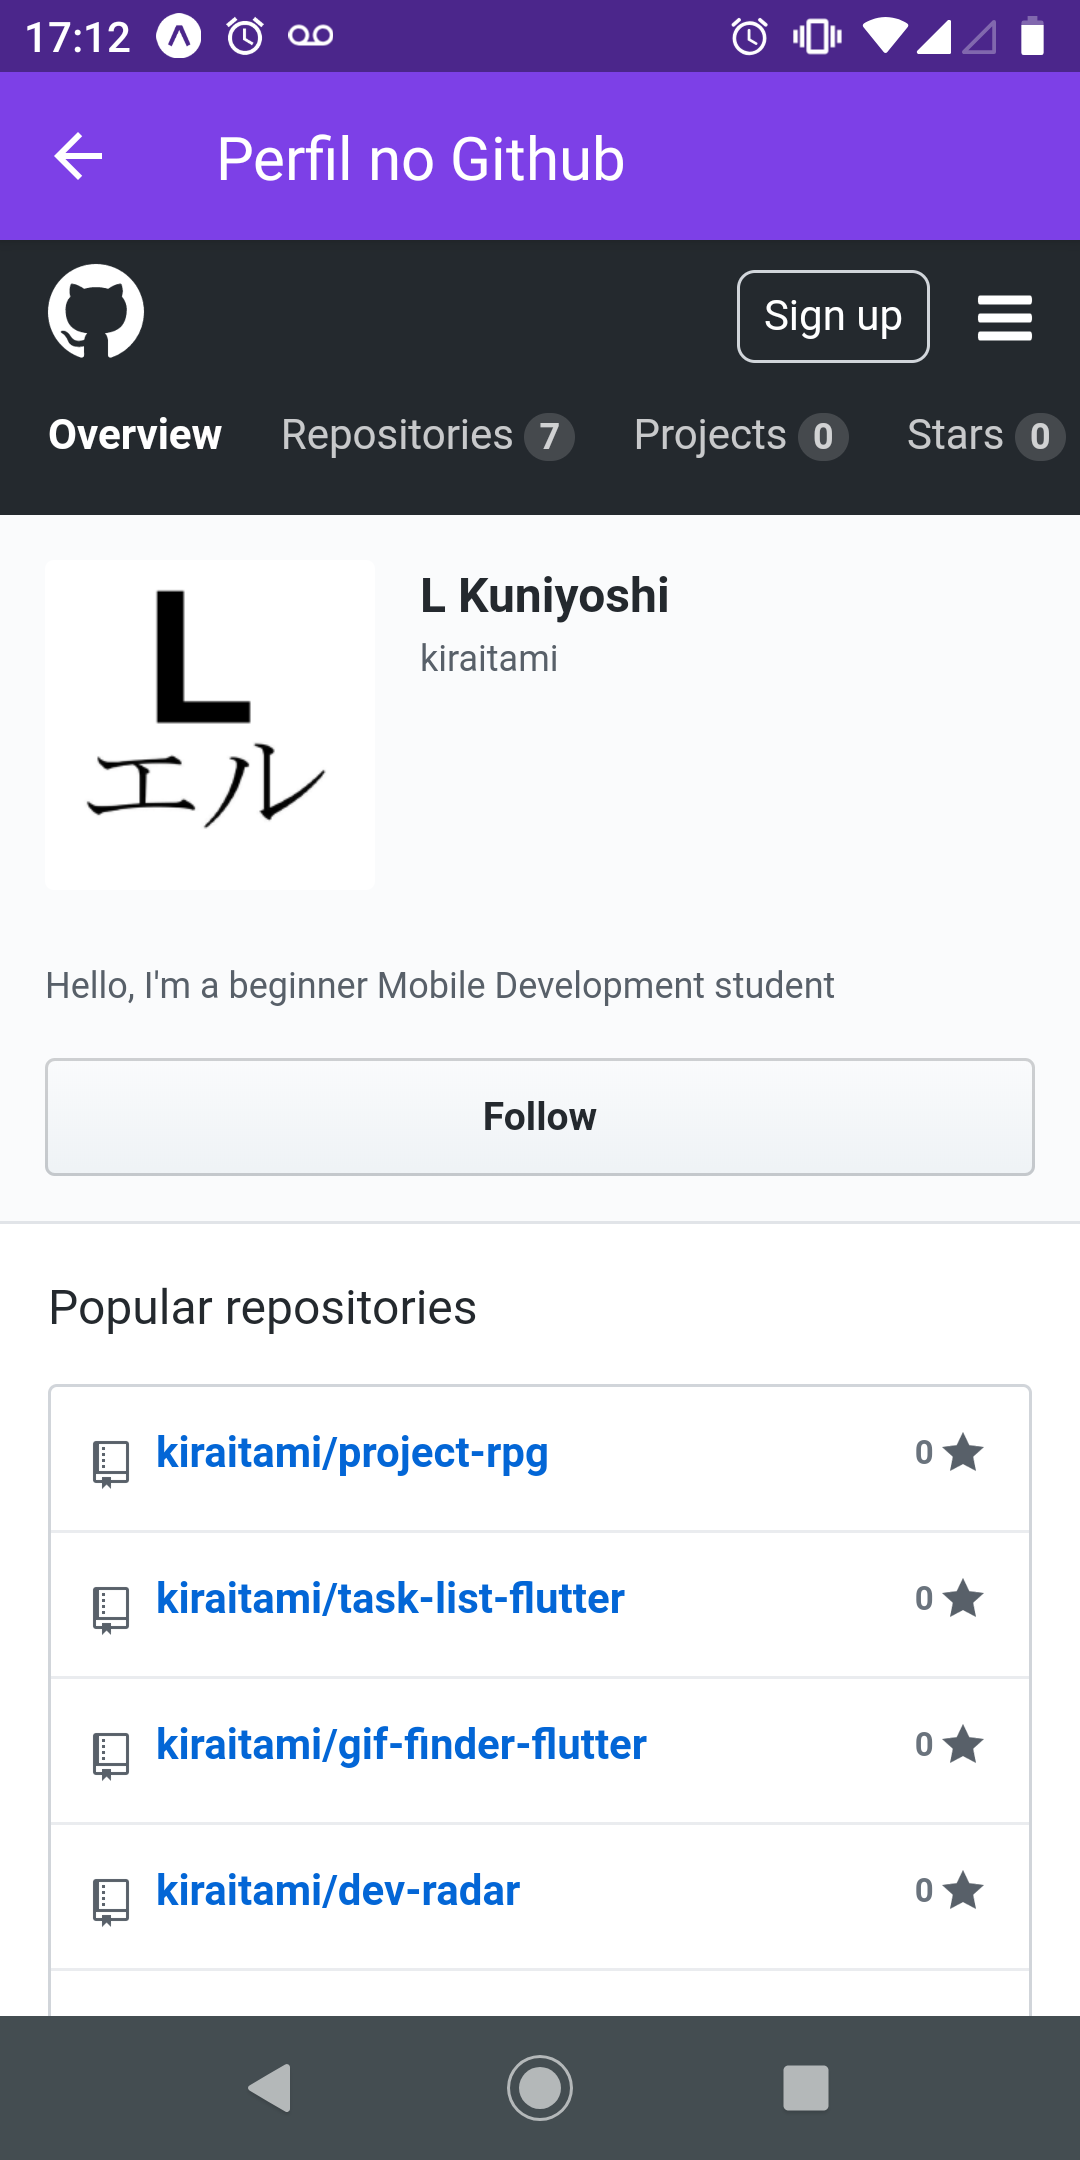 17:12
Perfil no Github
Sign up
Overview Repositories 7 Projects 0 Stars 0
L
エル
L Kuniyoshi
kiraitami
Hello, I'm a beginner Mobile Development student
Follow
Popular repositories
kiraitami/project-rpg 0
kiraitami/task-list-flutter 0
kiraitami/gif-finder-flutter 0
kiraitami/dev-radar 0